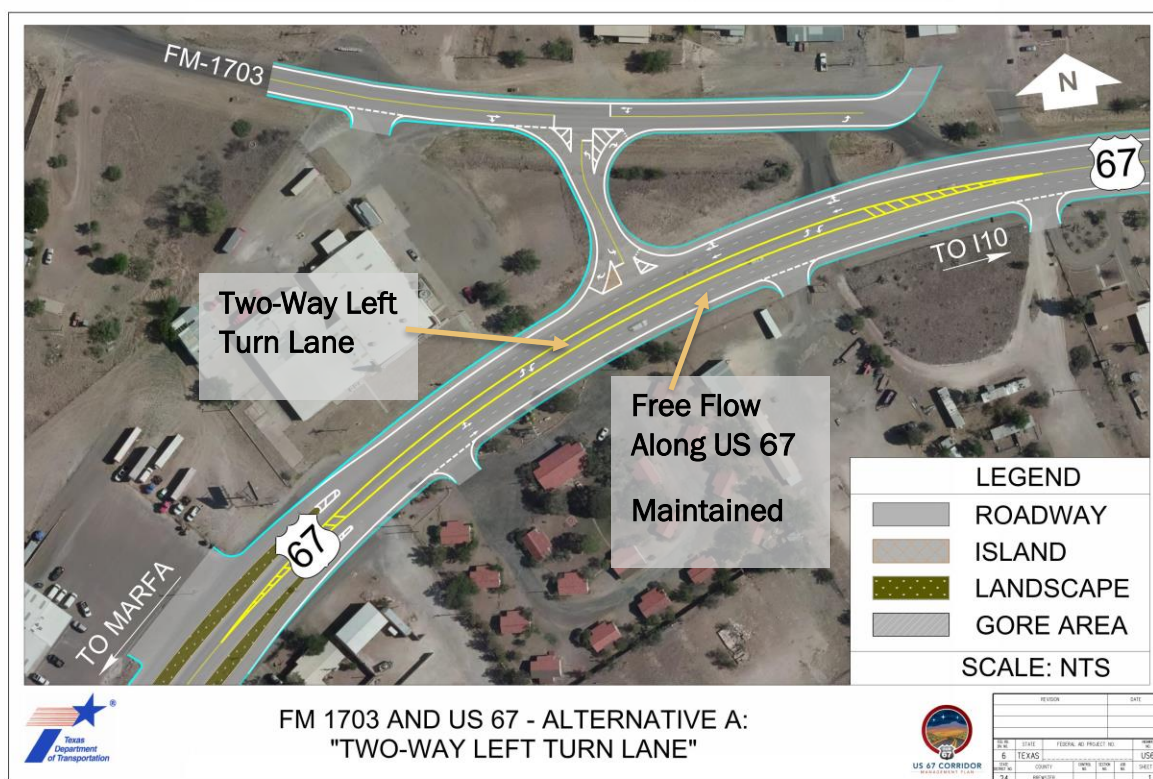 FM-1703
N
67
TO I10
Two-Way Left
Turn Lane
Free Flow
Along US 67
Maintained
67
TO MARFA
LEGEND
ROADWAY
ISLAND
LANDSCAPE
GORE AREA
SCALE: NTS
Texas
Department
of Transportation
®
FM 1703 AND US 67 - ALTERNATIVE A:
"TWO-WAY LEFT TURN LANE"
67
US 67 CORRIDOR
MANAGEMENT PLAN
REVISION
DATE
STATE
FEDERAL AID PROJECT NO.
6
TEXAS
COUNTY
SHEET
24
BREWSTER